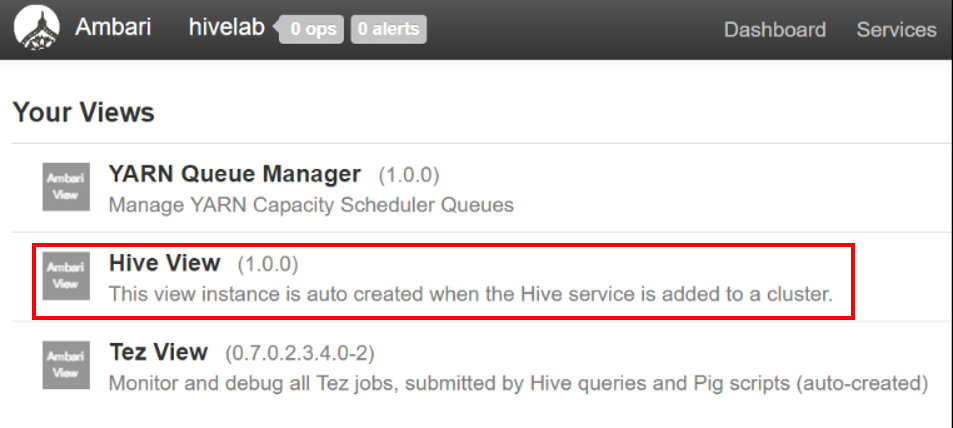 Ambari hivelab 0 ops 0 alerts Dashboard Services
Your Views
Ambari View
YARN Queue Manager (1.0.0)
Manage YARN Capacity Scheduler Queues
Ambari View
Hive View (1.0.0)
This view instance is auto created when the Hive service is added to a cluster.
Ambari View
Tez View (0.7.0.2.3.4.0-2)
Monitor and debug all Tez jobs, submitted by Hive queries and Pig scripts (auto-created)